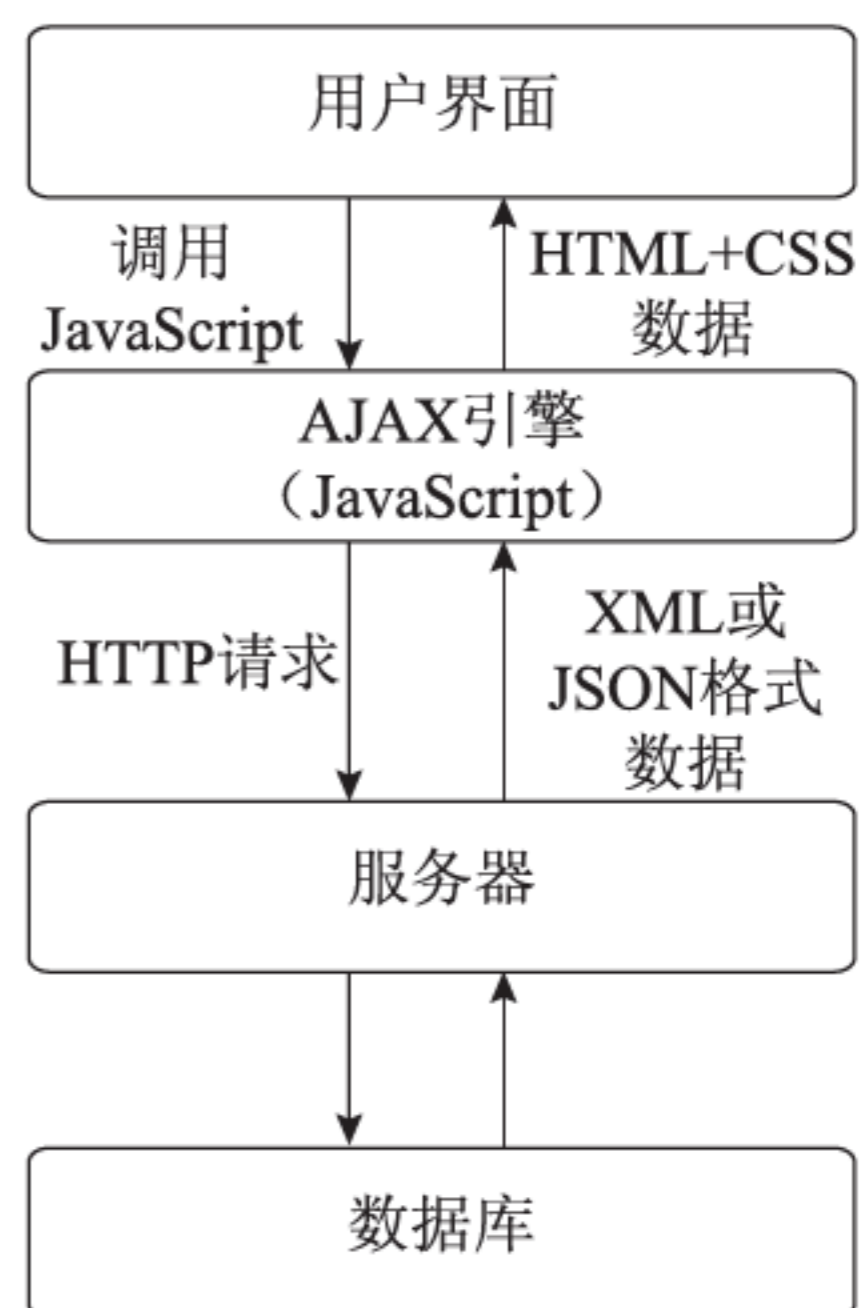 用户界面
调用
JavaScript
HTML+CSS
数据
AJAX引擎
（JavaScript）
HTTP请求
XML或
JSON格式
数据
服务器
数据库